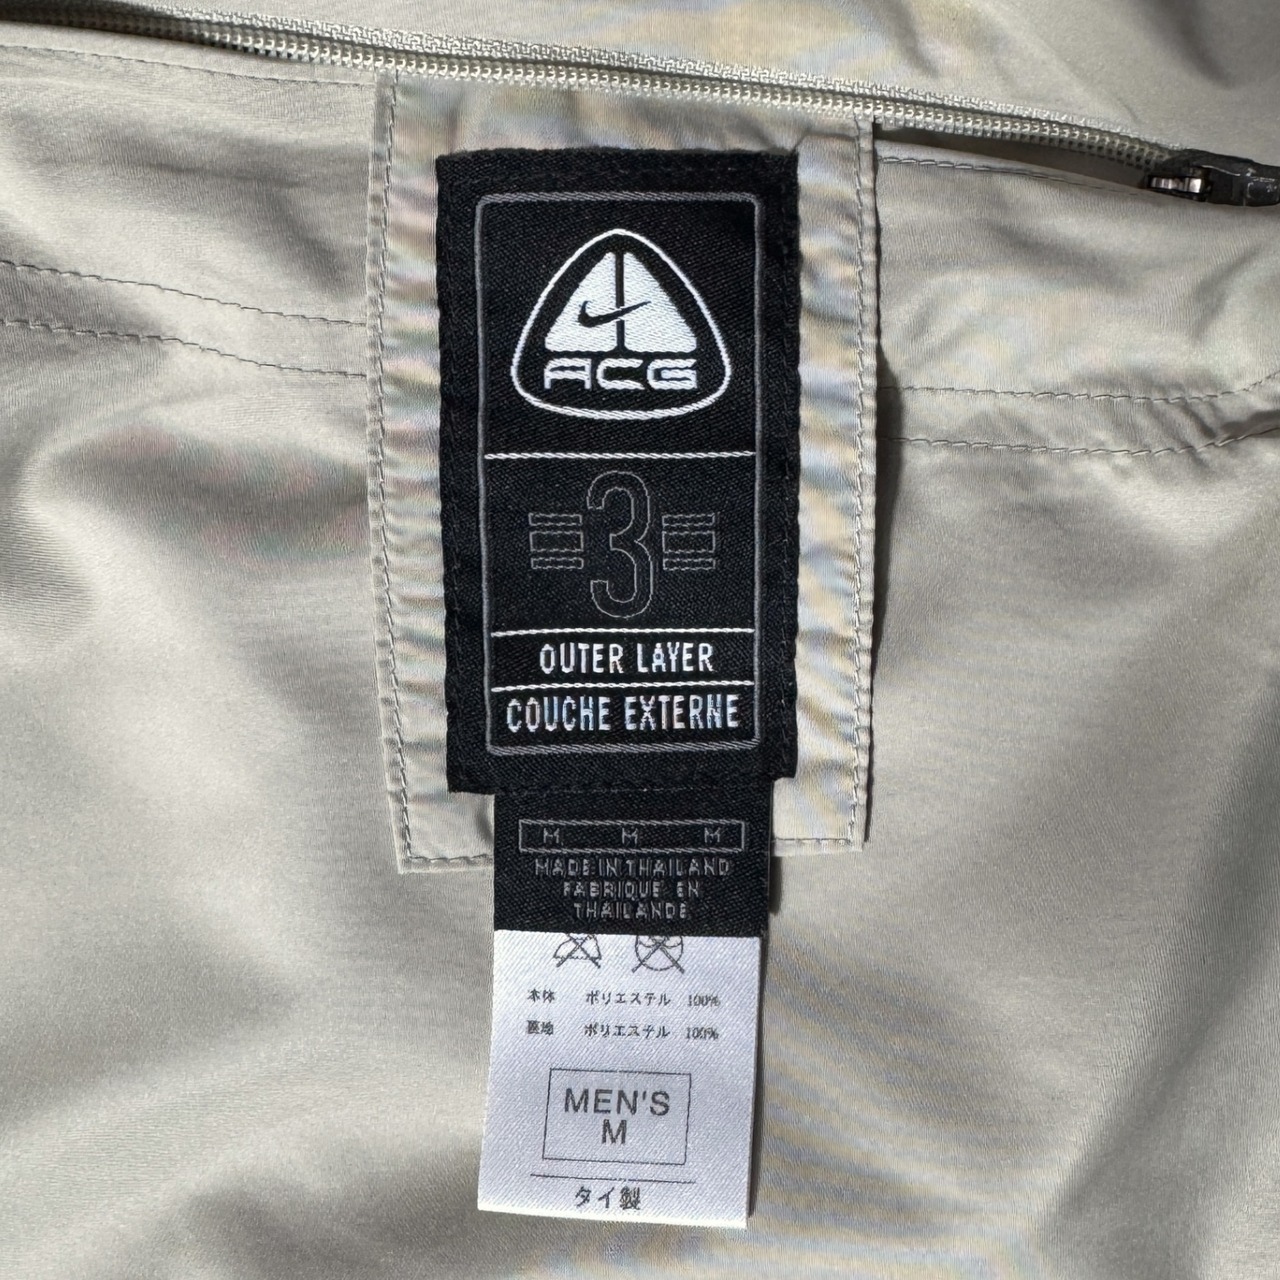 ACG
3
OUTER LAYER
COUCHE EXTERNE
M M M
MADE IN THAILAND
FABRIQUE EN
THAILANDE
本体 ポリエステル 100%
裏地 ポリエステル 100%
MEN'S
M
タイ製